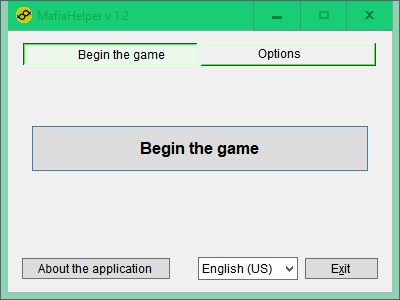 MafiaHelper v 1.2
Begin the game
Options
Begin the game
About the application
English (US)
Exit